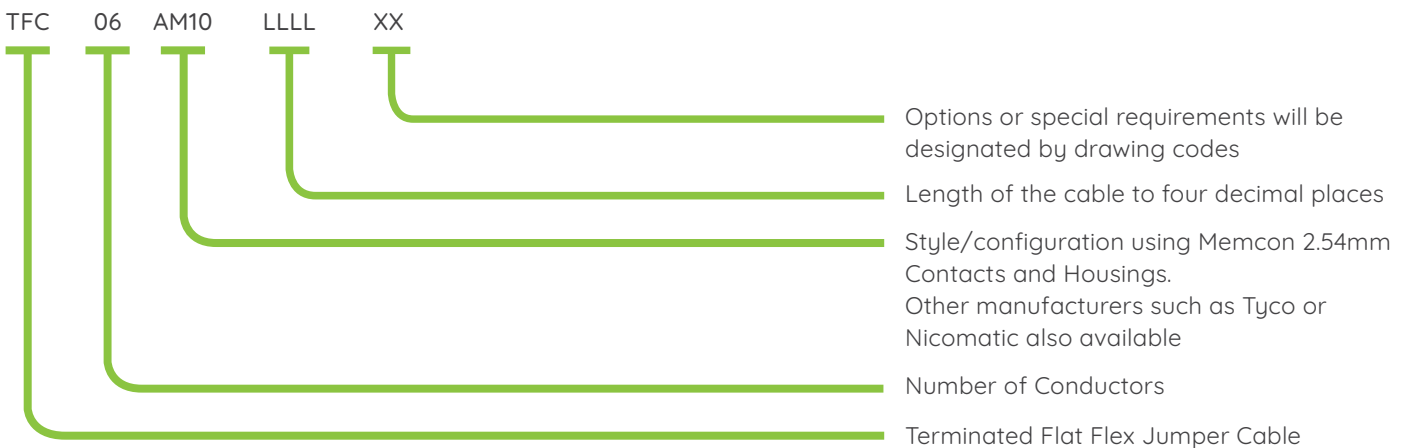 TFC 06 AM10 LLLL XX
Options or special requirements will be
designated by drawing codes
Length of the cable to four decimal places
Style/configuration using Memcon 2.54mm
Contacts and Housings.
Other manufacturers such as Tyco or
Nicomatic also available
Number of Conductors
Terminated Flat Flex Jumper Cable